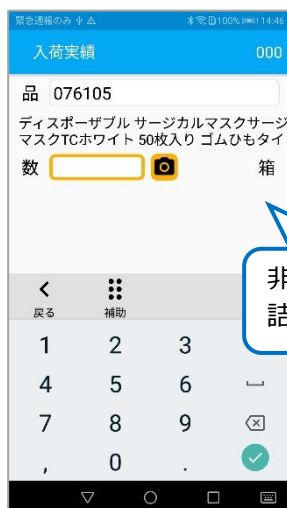 緊急速報のみ 100% 14:46
入荷実績 000
品 076105
ディスポーザブル サージカルマスクサージ
マスクTCホワイト 50枚入り ゴムひもタイ
数 箱
戻る 補助
1 2 3
4 5 6
7 8 9
, 0 .